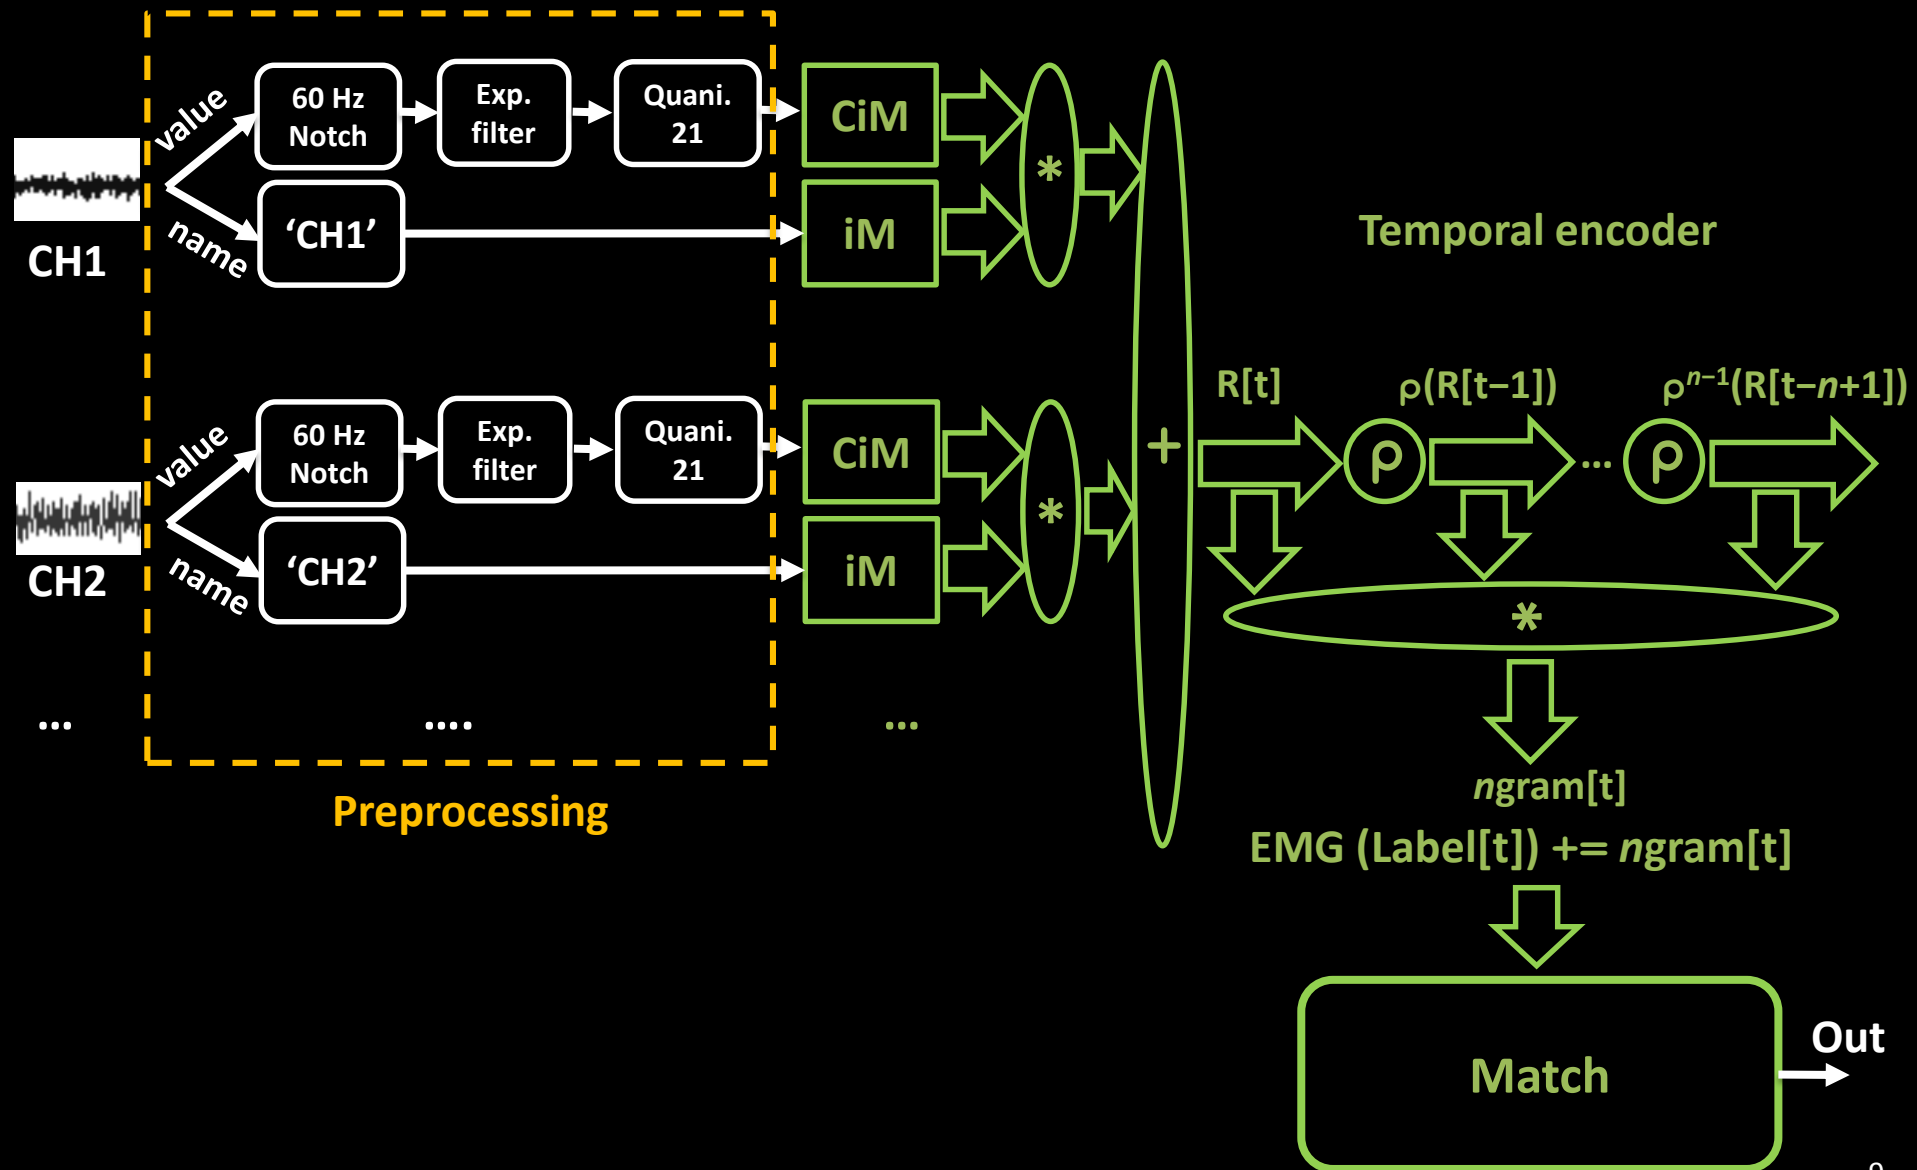 value
60 Hz
Notch
Exp.
filter
Quani.
21
CiM
*
name
‘CH1’
iM
CH1
Temporal encoder
value
60 Hz
Notch
Exp.
filter
Quani.
21
CiM
*
name
‘CH2’
iM
CH2
+
R[t]
ρ(R[t−1])
ρⁿ⁻¹(R[t−n+1])
ρ
...
ρ
*
...
....
...
Preprocessing
ngram[t]
EMG (Label[t]) += ngram[t]
Match
Out